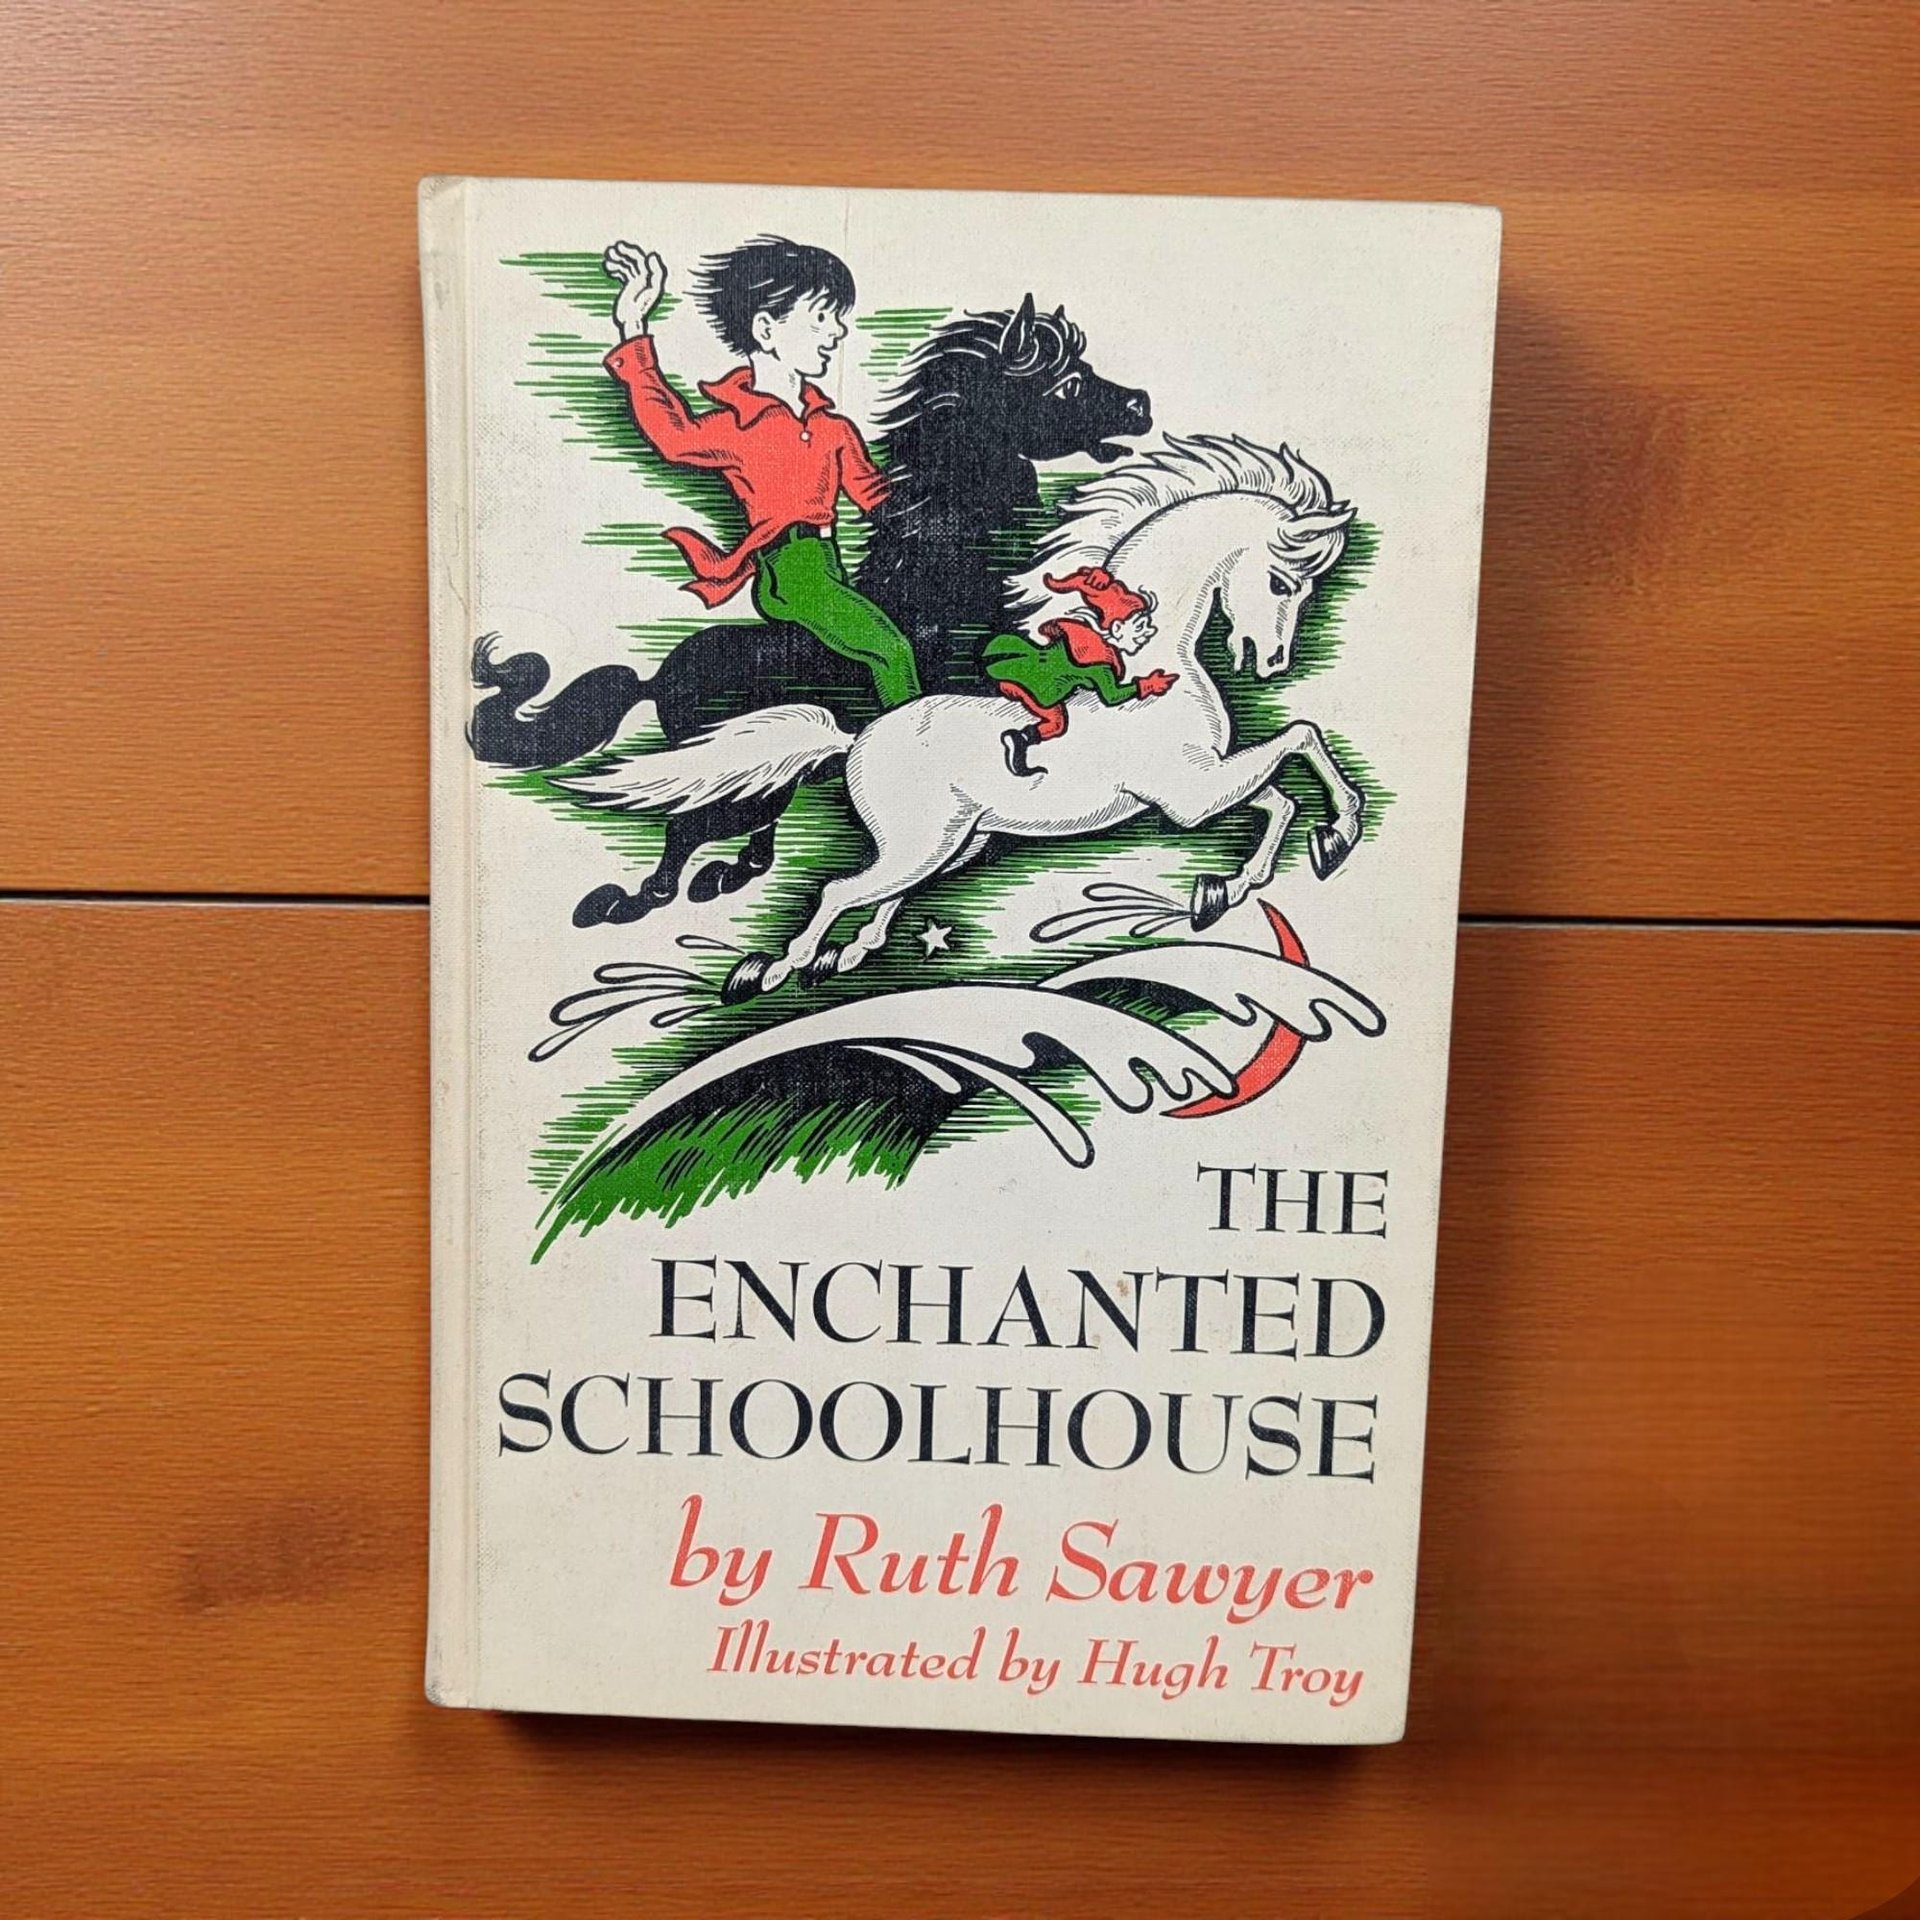 THE
ENCHANTED
SCHOOLHOUSE
by Ruth Sawyer
Illustrated by Hugh Troy